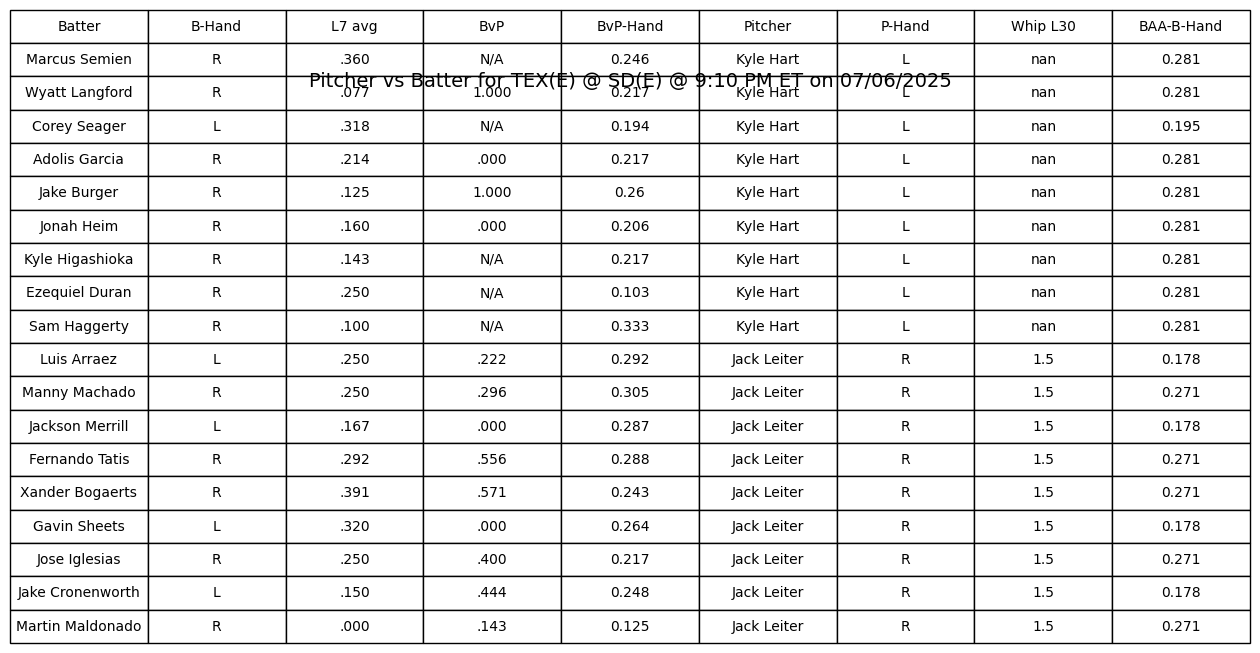 Batter B-Hand L7 avg BvP BvP-Hand Pitcher P-Hand Whip L30 BAA-B-Hand
Marcus Semien R .360 N/A 0.246 Kyle Hart L nan 0.281
Pitcher vs Batter for TEX(E) @ SD(E) @ 9:10 PM ET on 07/06/2025
Wyatt Langford R .077 1.000 0.217 Kyle Hart L nan 0.281
Corey Seager L .318 N/A 0.194 Kyle Hart L nan 0.195
Adolis Garcia R .214 .000 0.217 Kyle Hart L nan 0.281
Jake Burger R .125 1.000 0.26 Kyle Hart L nan 0.281
Jonah Heim R .160 .000 0.206 Kyle Hart L nan 0.281
Kyle Higashioka R .143 N/A 0.217 Kyle Hart L nan 0.281
Ezequiel Duran R .250 N/A 0.103 Kyle Hart L nan 0.281
Sam Haggerty R .100 N/A 0.333 Kyle Hart L nan 0.281
Luis Arraez L .250 .222 0.292 Jack Leiter R 1.5 0.178
Manny Machado R .250 .296 0.305 Jack Leiter R 1.5 0.271
Jackson Merrill L .167 .000 0.287 Jack Leiter R 1.5 0.178
Fernando Tatis R .292 .556 0.288 Jack Leiter R 1.5 0.271
Xander Bogaerts R .391 .571 0.243 Jack Leiter R 1.5 0.271
Gavin Sheets L .320 .000 0.264 Jack Leiter R 1.5 0.178
Jose Iglesias R .250 .400 0.217 Jack Leiter R 1.5 0.271
Jake Cronenworth L .150 .444 0.248 Jack Leiter R 1.5 0.178
Martin Maldonado R .000 .143 0.125 Jack Leiter R 1.5 0.271